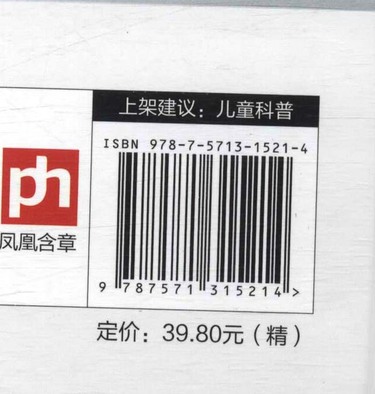 上架建议：儿童科普
ISBN 978-7-5713-1521-4
ph
凤凰含章
9 787571 315214 >
定价：39.80元（精）